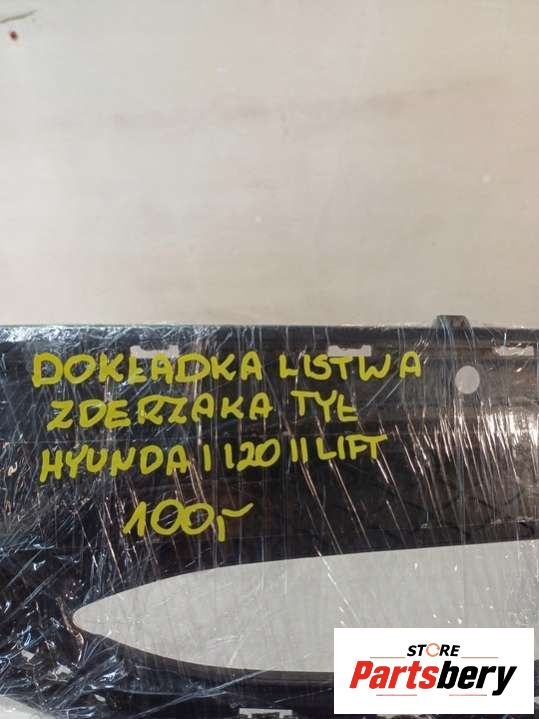 DOKŁADKA LISTWA
ZDERZAKA TYŁ
HYUNDAI I20 II LIFT
100,-
STORE
Partsbery